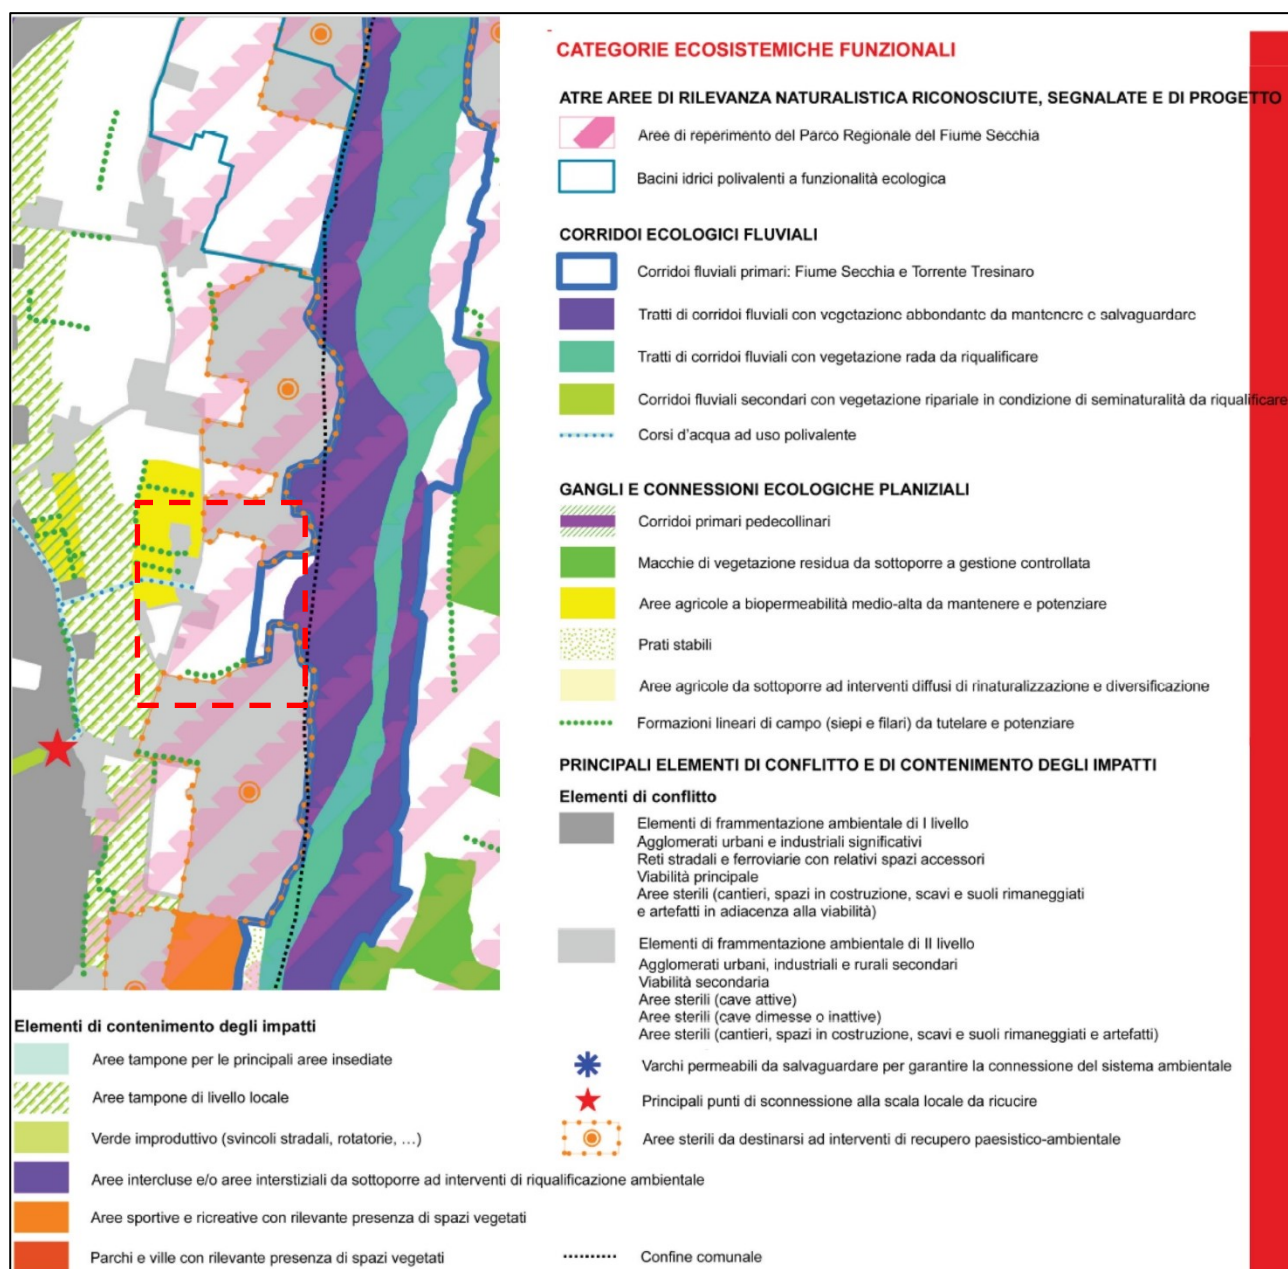 CATEGORIE ECOSISTEMICHE FUNZIONALI
ATRE AREE DI RILEVANZA NATURALISTICA RICONOSCIUTE, SEGNALATE E DI PROGETTO
Aree di reperimento del Parco Regionale del Fiume Secchia
Bacini idrici polivalenti a funzionalità ecologica
CORRIDOI ECOLOGICI FLUVIALI
Corridoi fluviali primari: Fiume Secchia e Torrente Tresinaro
Tratti di corridoi fluviali con vegetazione abbondante da mantenere e salvaguardare
Tratti di corridoi fluviali con vegetazione rada da riqualificare
Corridoi fluviali secondari con vegetazione ripariale in condizione di seminaturalità da riqualificare
Corsi d'acqua ad uso polivalente
GANGLI E CONNESSIONI ECOLOGICHE PLANIZIALI
Corridoi primari pedecollinari
Macchie di vegetazione residua da sottoporre a gestione controllata
Aree agricole a biopermeabilità medio-alta da mantenere e potenziare
Prati stabili
Aree agricole da sottoporre ad interventi diffusi di rinaturalizzazione e diversificazione
Formazioni lineari di campo (siepi e filari) da tutelare e potenziare
PRINCIPALI ELEMENTI DI CONFLITTO E DI CONTENIMENTO DEGLI IMPATTI
Elementi di conflitto
Elementi di frammentazione ambientale di I livello
Agglomerati urbani e industriali significativi
Reti stradali e ferroviarie con relativi spazi accessori
Viabilità principale
Aree sterili (cantieri, spazi in costruzione, scavi e suoli rimaneggiati
e artefatti in adiacenza alla viabilità)
Elementi di frammentazione ambientale di II livello
Agglomerati urbani, industriali e rurali secondari
Viabilità secondaria
Aree sterili (cave attive)
Aree sterili (cave dimesse o inattive)
Aree sterili (cantieri, spazi in costruzione, scavi e suoli rimaneggiati e artefatti)
Varchi permeabili da salvaguardare per garantire la connessione del sistema ambientale
Principali punti di sconnessione alla scala locale da ricucire
Aree sterili da destinarsi ad interventi di recupero paesistico-ambientale
Confine comunale
Elementi di contenimento degli impatti
Aree tampone per le principali aree insediate
Aree tampone di livello locale
Verde improduttivo (svincoli stradali, rotatorie, ...)
Aree intercluse e/o aree interstiziali da sottoporre ad interventi di riqualificazione ambientale
Aree sportive e ricreative con rilevante presenza di spazi vegetati
Parchi e ville con rilevante presenza di spazi vegetati